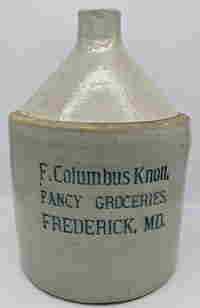 F. Columbus Knott,
FANCY GROCERIES
FREDERICK, MD.